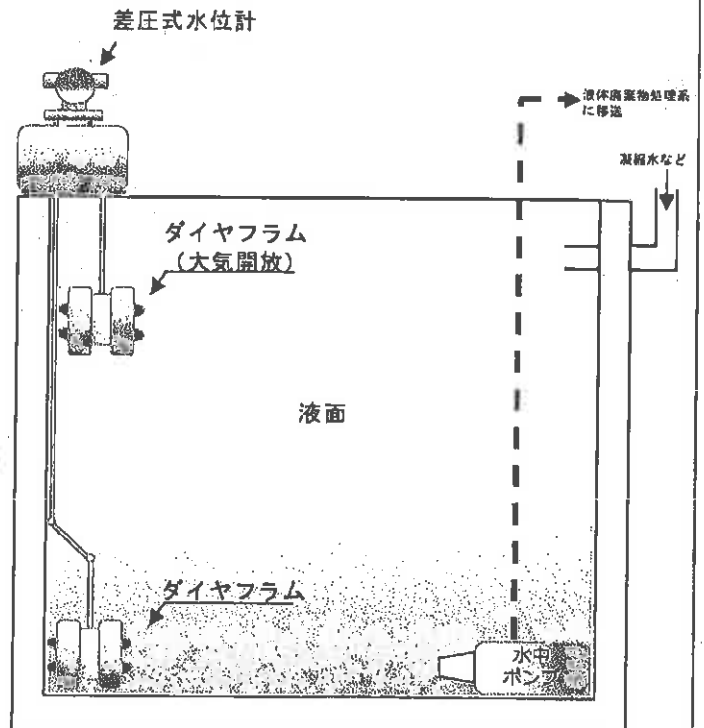 差圧式水位計
液体廃棄物処理系
に移送
凝縮水など
ダイヤフラム
(大気開放)
液面
ダイヤフラム
水中
ポンプ